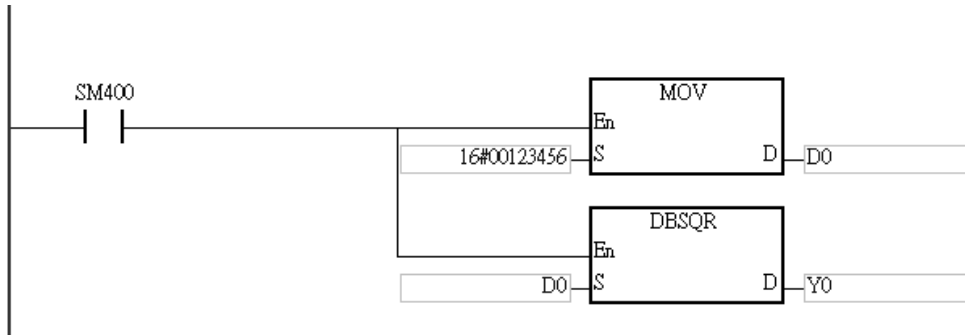 SM400
MOV
En
16#00123456 S D D0
DBSQR
En
D0 S D Y0